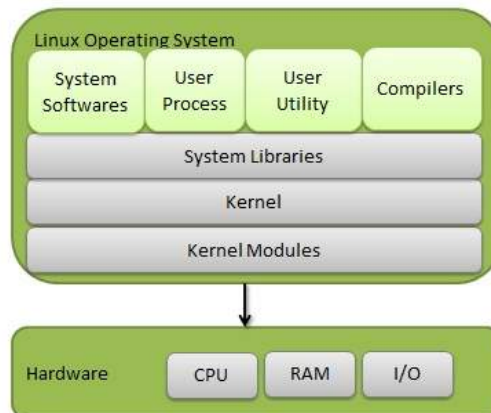 Linux Operating System
System Softwares
User Process
User Utility
Compilers
System Libraries
Kernel
Kernel Modules
Hardware
CPU
RAM
I/O